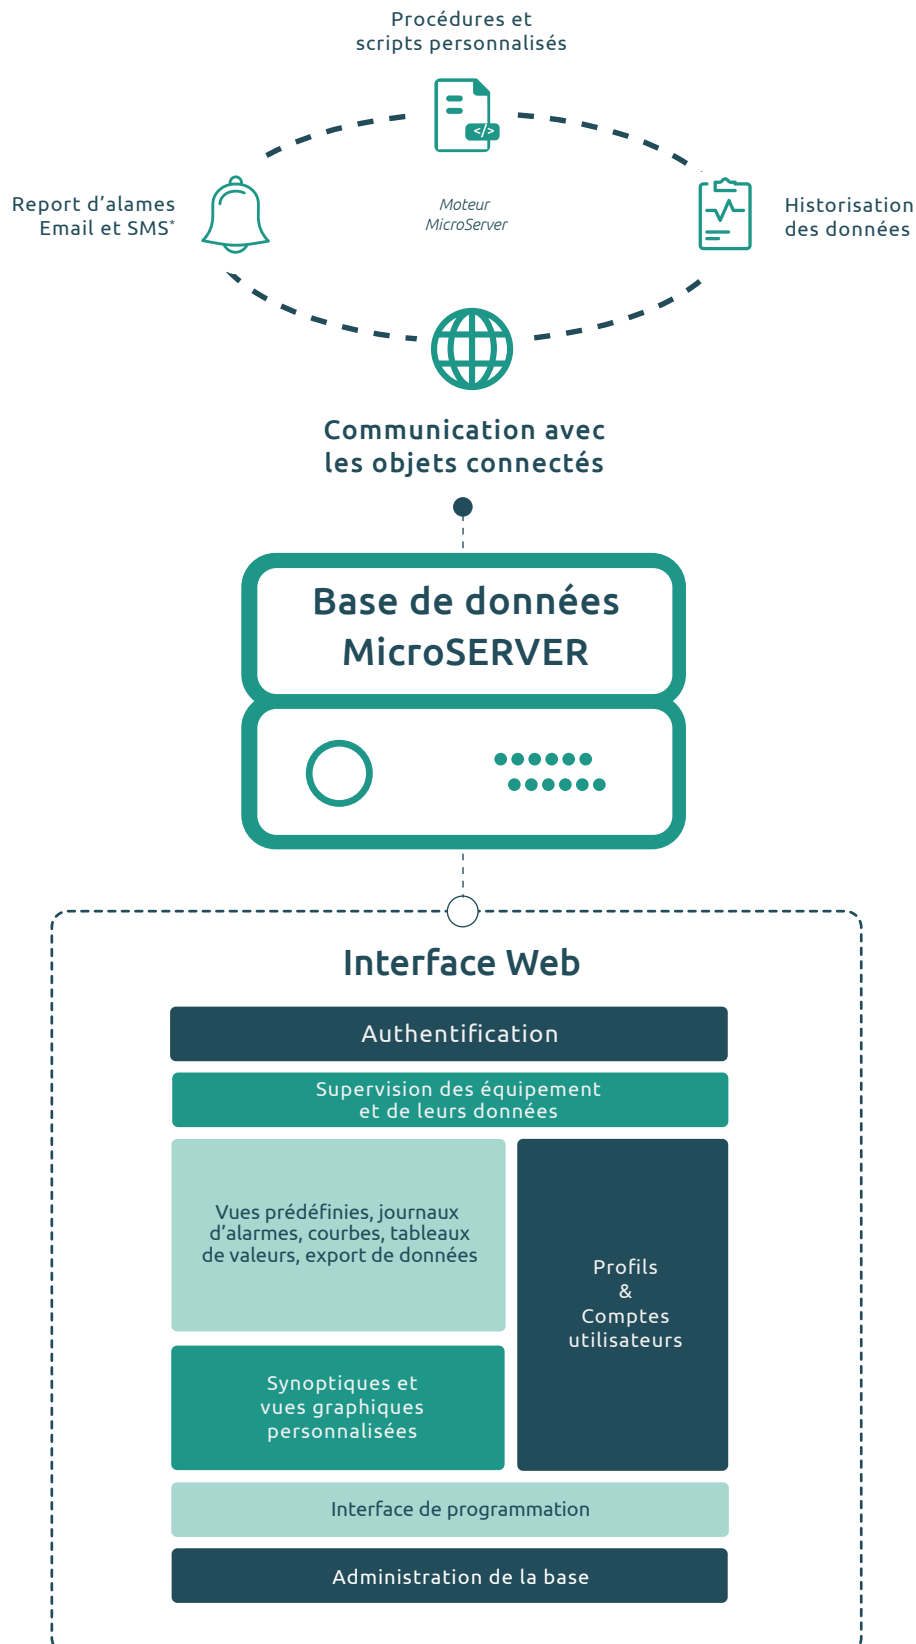 Procédures et
scripts personnalisés
</>
Report d’alames
Email et SMS*
Moteur
MicroServer
Historisation
des données
Communication avec
les objets connectés
Base de données
MicroSERVER
Interface Web
Authentification
Supervision des équipement
et de leurs données
Vues prédéfinies, journaux
d’alarmes, courbes, tableaux
de valeurs, export de données
Profils
&
Comptes
utilisateurs
Synoptiques et
vues graphiques
personnalisées
Interface de programmation
Administration de la base